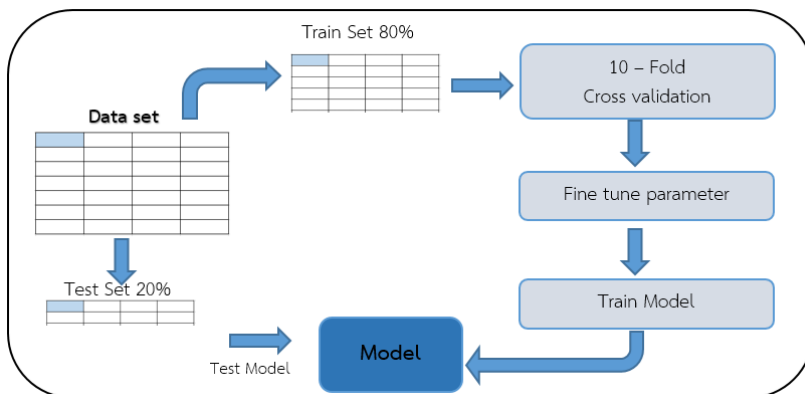 Train Set 80%
10 – Fold
Cross validation
Data set
Fine tune parameter
Test Set 20%
Train Model
Model
Test Model